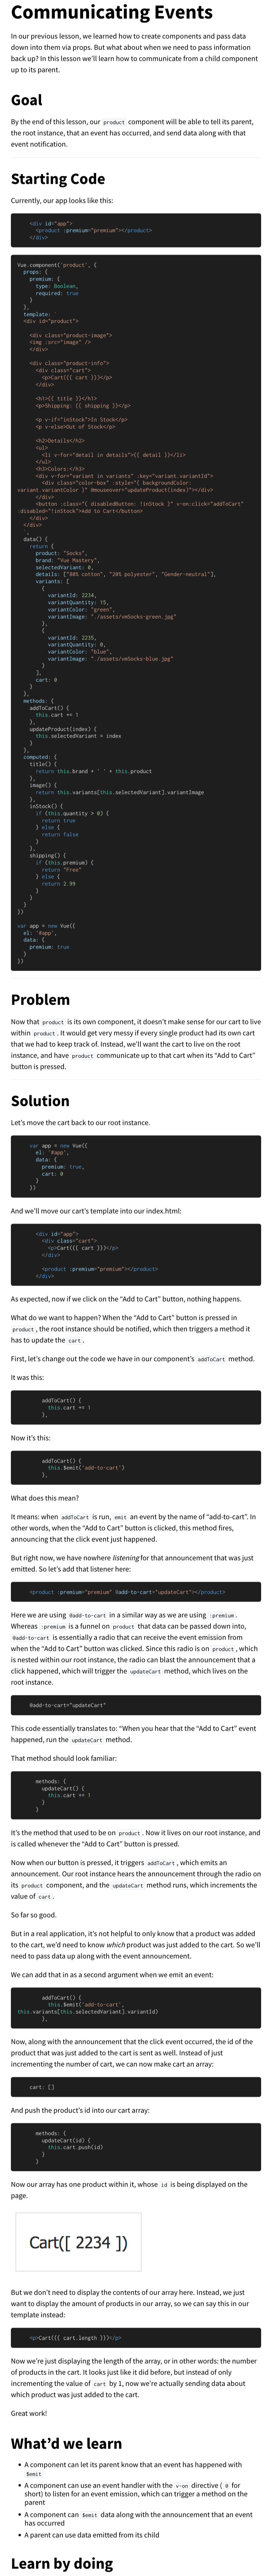 Communicating Events
In our previous lesson, we learned how to create components and pass data
down into them via props. But what about when we need to pass information
back up? In this lesson we’ll learn how to communicate from a child component
up to its parent.
Goal
By the end of this lesson, our product component will be able to tell its parent,
the root instance, that an event has occurred, and send data along with that
event notification.
Starting Code
Currently, our app looks like this:
<div id="app">
<product :premium="premium"></product>
</div>
Vue.component('product', {
props: {
premium: {
type: Boolean,
required: true
}
},
template: `
<div id="product">
<div class="product-image">
<img :src="image" />
</div>
<div class="product-info">
<div class="cart">
<p>Cart({{ cart }})</p>
</div>
<h1>{{ title }}</h1>
<p>Shipping: {{ shipping }}</p>
<p v-if="inStock">In Stock</p>
<p v-else>Out of Stock</p>
<h2>Details</h2>
<ul>
<li v-for="detail in details">{{ detail }}</li>
</ul>
<h3>Colors:</h3>
<div v-for="variant in variants" :key="variant.variantId">
<div class="color-box" :style="{ backgroundColor:
variant.variantColor }" @mouseover="updateProduct(index)"></div>
</div>
<button :class="{ disabledButton: !inStock }" v-on:click="addToCart"
:disabled="!inStock">Add to Cart</button>
</div>
</div>
`,
data() {
return {
product: "Socks",
brand: "Vue Mastery",
selectedVariant: 0,
details: ["80% cotton", "20% polyester", "Gender-neutral"],
variants: [
{
variantId: 2234,
variantQuantity: 15,
variantColor: "green",
variantImage: "./assets/vmSocks-green.jpg"
},
{
variantId: 2235,
variantQuantity: 0,
variantColor: "blue",
variantImage: "./assets/vmSocks-blue.jpg"
}
],
cart: 0
}
},
methods: {
addToCart() {
this.cart += 1
},
updateProduct(index) {
this.selectedVariant = index
}
},
computed: {
title() {
return this.brand + ' ' + this.product
},
image() {
return this.variants[this.selectedVariant].variantImage
},
inStock() {
if (this.quantity > 0) {
return true
} else {
return false
}
},
shipping() {
if (this.premium) {
return "Free"
} else {
return 2.99
}
}
}
})
var app = new Vue({
el: '#app',
data: {
premium: true
}
})
Problem
Now that product is its own component, it doesn’t make sense for our cart to live
within product . It would get very messy if every single product had its own cart
that we had to keep track of. Instead, we’ll want the cart to live on the root
instance, and have product communicate up to that cart when its “Add to Cart”
button is pressed.
Solution
Let’s move the cart back to our root instance.
var app = new Vue({
el: '#app',
data: {
premium: true,
cart: 0
}
})
And we’ll move our cart’s template into our index.html:
<div id="app">
<div class="cart">
<p>Cart({{ cart }})</p>
</div>
<product :premium="premium"></product>
</div>
As expected, now if we click on the “Add to Cart” button, nothing happens.
What do we want to happen? When the “Add to Cart” button is pressed in
product , the root instance should be notified, which then triggers a method it
has to update the cart .
First, let’s change out the code we have in our component’s addToCart method.
It was this:
addToCart() {
this.cart += 1
},
Now it’s this:
addToCart() {
this.$emit('add-to-cart')
},
What does this mean?
It means: when addToCart is run, emit an event by the name of “add-to-cart”. In
other words, when the “Add to Cart” button is clicked, this method fires,
announcing that the click event just happened.
But right now, we have nowhere listening for that announcement that was just
emitted. So let’s add that listener here:
<product :premium="premium" @add-to-cart="updateCart"></product>
Here we are using @add-to-cart in a similar way as we are using :premium .
Whereas :premium is a funnel on product that data can be passed down into,
@add-to-cart is essentially a radio that can receive the event emission from
when the “Add to Cart” button was clicked. Since this radio is on product , which
is nested within our root instance, the radio can blast the announcement that a
click happened, which will trigger the updateCart method, which lives on the
root instance.
@add-to-cart="updateCart"
This code essentially translates to: “When you hear that the “Add to Cart” event
happened, run the updateCart method.
That method should look familiar:
methods: {
updateCart() {
this.cart += 1
}
}
It’s the method that used to be on product . Now it lives on our root instance, and
is called whenever the “Add to Cart” button is pressed.
Now when our button is pressed, it triggers addToCart , which emits an
announcement. Our root instance hears the announcement through the radio on
its product component, and the updateCart method runs, which increments the
value of cart .
So far so good.
But in a real application, it’s not helpful to only know that a product was added
to the cart, we’d need to know which product was just added to the cart. So we’ll
need to pass data up along with the event announcement.
We can add that in as a second argument when we emit an event:
addToCart() {
this.$emit('add-to-cart',
this.variants[this.selectedVariant].variantId)
},
Now, along with the announcement that the click event occurred, the id of the
product that was just added to the cart is sent as well. Instead of just
incrementing the number of cart, we can now make cart an array:
cart: []
And push the product’s id into our cart array:
methods: {
updateCart(id) {
this.cart.push(id)
}
}
Now our array has one product within it, whose id is being displayed on the
page.
Cart([ 2234 ])
But we don’t need to display the contents of our array here. Instead, we just
want to display the amount of products in our array, so we can say this in our
template instead:
<p>Cart({{ cart.length }})</p>
Now we’re just displaying the length of the array, or in other words: the number
of products in the cart. It looks just like it did before, but instead of only
incrementing the value of cart by 1, now we’re actually sending data about
which product was just added to the cart.
Great work!
What’d we learn
• A component can let its parent know that an event has happened with
$emit
• A component can use an event handler with the v-on directive ( @ for
short) to listen for an event emission, which can trigger a method on the
parent
• A component can $emit data along with the announcement that an event
has occurred
• A parent can use data emitted from its child
Learn by doing